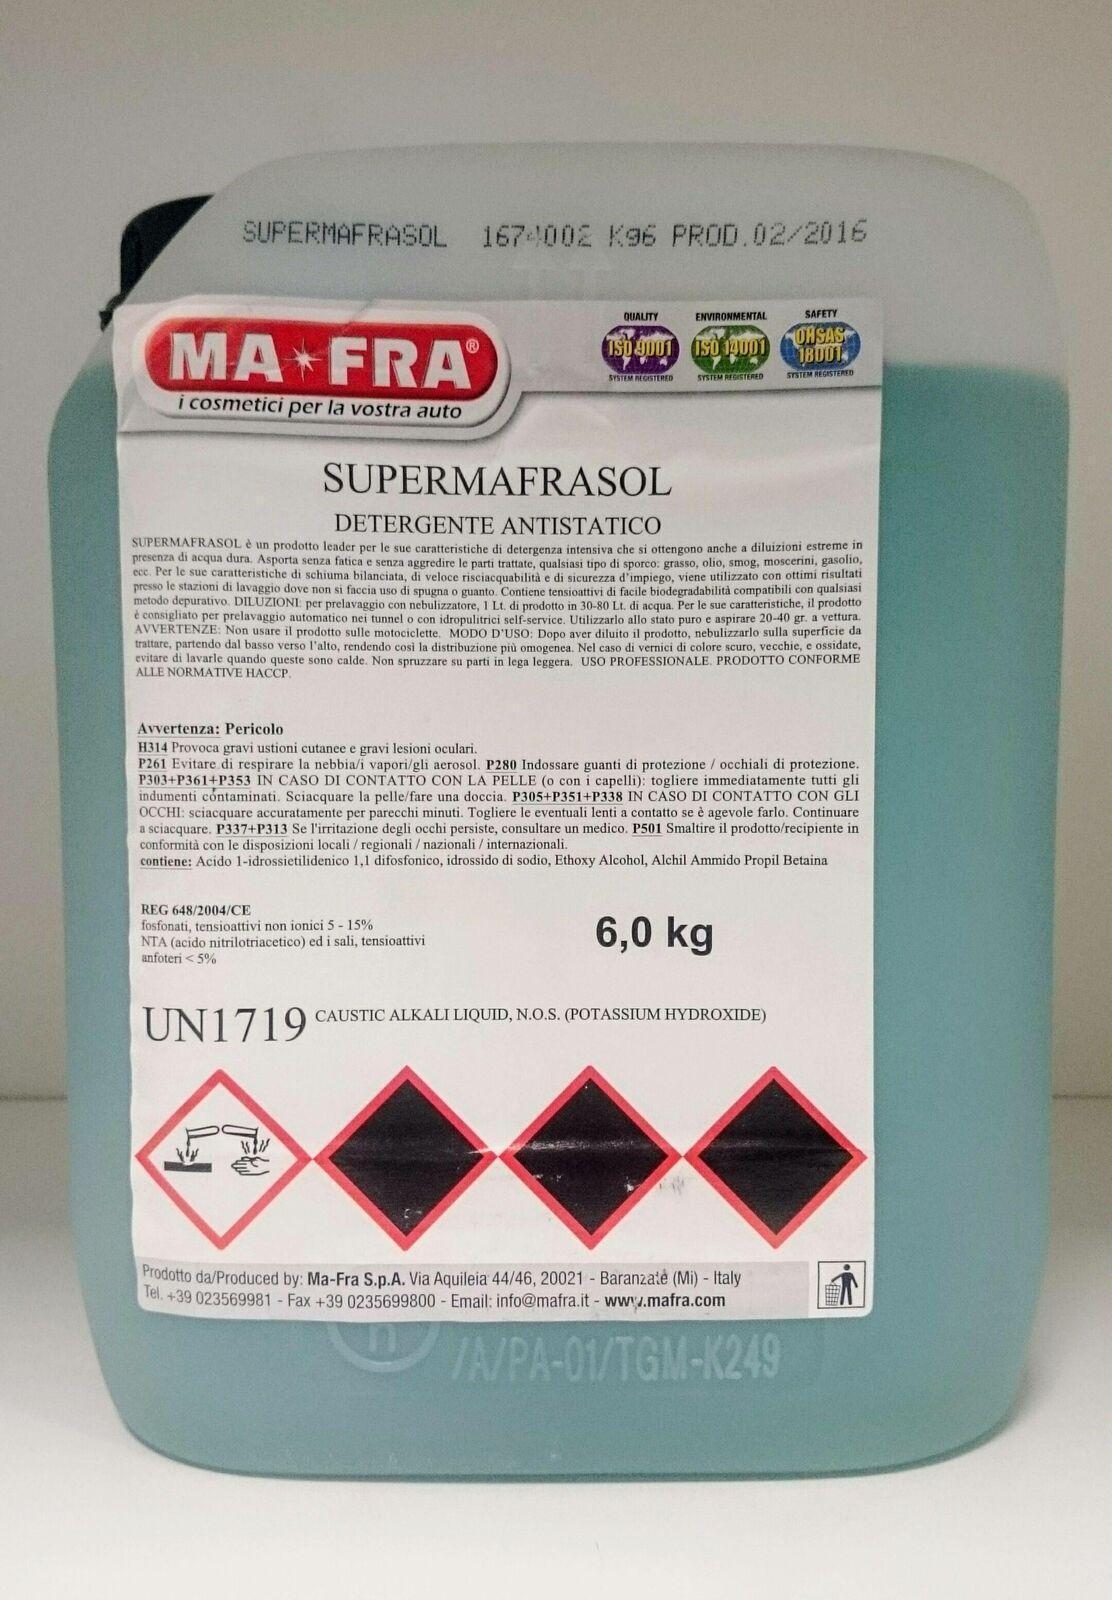 SUPERMAFRASOL 1674002 K96 PROD.02/2016
MA FRA®
i cosmetici per la vostra auto
QUALITY
ISO 9001
SYSTEM REGISTERED
ENVIRONMENTAL
ISO 14001
SYSTEM REGISTERED
SAFETY
OHSAS
18001
SYSTEM REGISTERED
SUPERMAFRASOL
DETERGENTE ANTISTATICO
SUPERMAFRASOL è un prodotto leader per le sue caratteristiche di detergenza intensiva che si ottengono anche a diluizioni estreme in
presenza di acqua dura. Asporta senza fatica e senza aggredire le parti trattate, qualsiasi tipo di sporco: grasso, olio, smog, moscerini, gasolio,
ecc. Per le sue caratteristiche di schiuma bilanciata, di veloce risciacquabilità e di sicurezza d'impiego, viene utilizzato con ottimi risultati
presso le stazioni di lavaggio dove non si faccia uso di spugna o guanto. Contiene tensioattivi di facile biodegradabilità compatibili con qualsiasi
metodo depurativo. DILUZIONI: per prelavaggio con nebulizzatore, 1 Lt. di prodotto in 30-80 Lt. di acqua. Per le sue caratteristiche, il prodotto
è consigliato per prelavaggio automatico nei tunnel o con idropulitrici self-service. Utilizzarlo allo stato puro e aspirare 20-40 gr. a vettura.
AVVERTENZE: Non usare il prodotto sulle motociclette. MODO D'USO: Dopo aver diluito il prodotto, nebulizzarlo sulla superficie da
trattare, partendo dal basso verso l'alto, rendendo così la distribuzione più omogenea. Nel caso di vernici di colore scuro, vecchie, e ossidate,
evitare di lavarle quando queste sono calde. Non spruzzare su parti in lega leggera. USO PROFESSIONALE. PRODOTTO CONFORME
ALLE NORMATIVE HACCP.
Avvertenza: Pericolo
H314 Provoca gravi ustioni cutanee e gravi lesioni oculari.
P261 Evitare di respirare la nebbia/i vapori/gli aerosol. P280 Indossare guanti di protezione / occhiali di protezione.
P303+P361+P353 IN CASO DI CONTATTO CON LA PELLE (o con i capelli): togliere immediatamente tutti gli
indumenti contaminati. Sciacquare la pelle/fare una doccia. P305+P351+P338 IN CASO DI CONTATTO CON GLI
OCCHI: sciacquare accuratamente per parecchi minuti. Togliere le eventuali lenti a contatto se è agevole farlo. Continuare
a sciacquare. P337+P313 Se l'irritazione degli occhi persiste, consultare un medico. P501 Smaltire il prodotto/recipiente in
conformità con le disposizioni locali / regionali / nazionali / internazionali.
contiene: Acido 1-idrossietilidenico 1,1 difosfonico, idrossido di sodio, Ethoxy Alcohol, Alchil Ammido Propil Betaina
REG 648/2004/CE
fosfonati, tensioattivi non ionici 5 - 15%
NTA (acido nitrilotriacetico) ed i sali, tensioattivi
anfoteri < 5%
6,0 kg
UN1719 CAUSTIC ALKALI LIQUID, N.O.S. (POTASSIUM HYDROXIDE)
Prodotto da/Produced by: Ma-Fra S.p.A. Via Aquileia 44/46, 20021 - Baranzate (Mi) - Italy
Tel. +39 023569981 - Fax +39 0235699800 - Email: info@mafra.it - www.mafra.com
n
/A/PA-01/TGM-K249